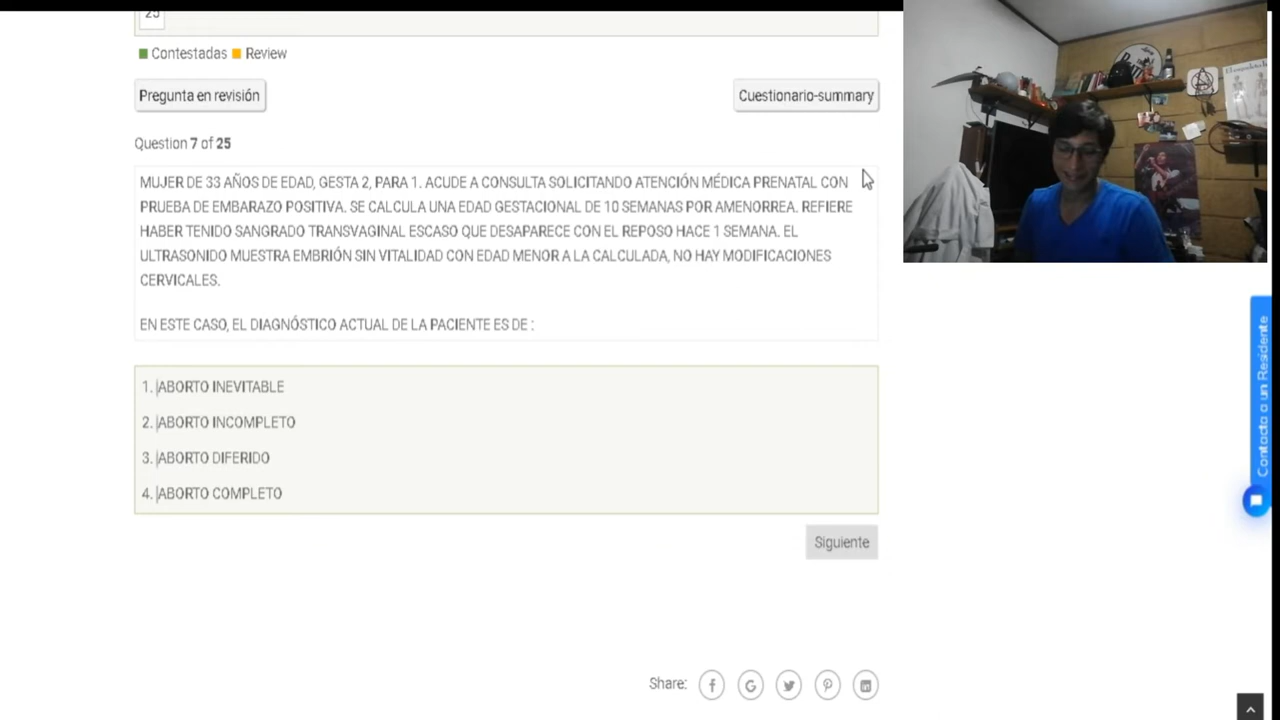 25
Contestadas Review
Pregunta en revisión
Cuestionario-summary
Question 7 of 25
MUJER DE 33 AÑOS DE EDAD, GESTA 2, PARA 1. ACUDE A CONSULTA SOLICITANDO ATENCIÓN MÉDICA PRENATAL CON
PRUEBA DE EMBARAZO POSITIVA. SE CALCULA UNA EDAD GESTACIONAL DE 10 SEMANAS POR AMENORREA. REFIERE
HABER TENIDO SANGRADO TRANSVAGINAL ESCASO QUE DESAPARECE CON EL REPOSO HACE 1 SEMANA. EL
ULTRASONIDO MUESTRA EMBRIÓN SIN VITALIDAD CON EDAD MENOR A LA CALCULADA, NO HAY MODIFICACIONES
CERVICALES.
EN ESTE CASO, EL DIAGNÓSTICO ACTUAL DE LA PACIENTE ES DE :
1. ABORTO INEVITABLE
2. ABORTO INCOMPLETO
3. ABORTO DIFERIDO
4. ABORTO COMPLETO
Siguiente
Contacta a un Residente
Share: